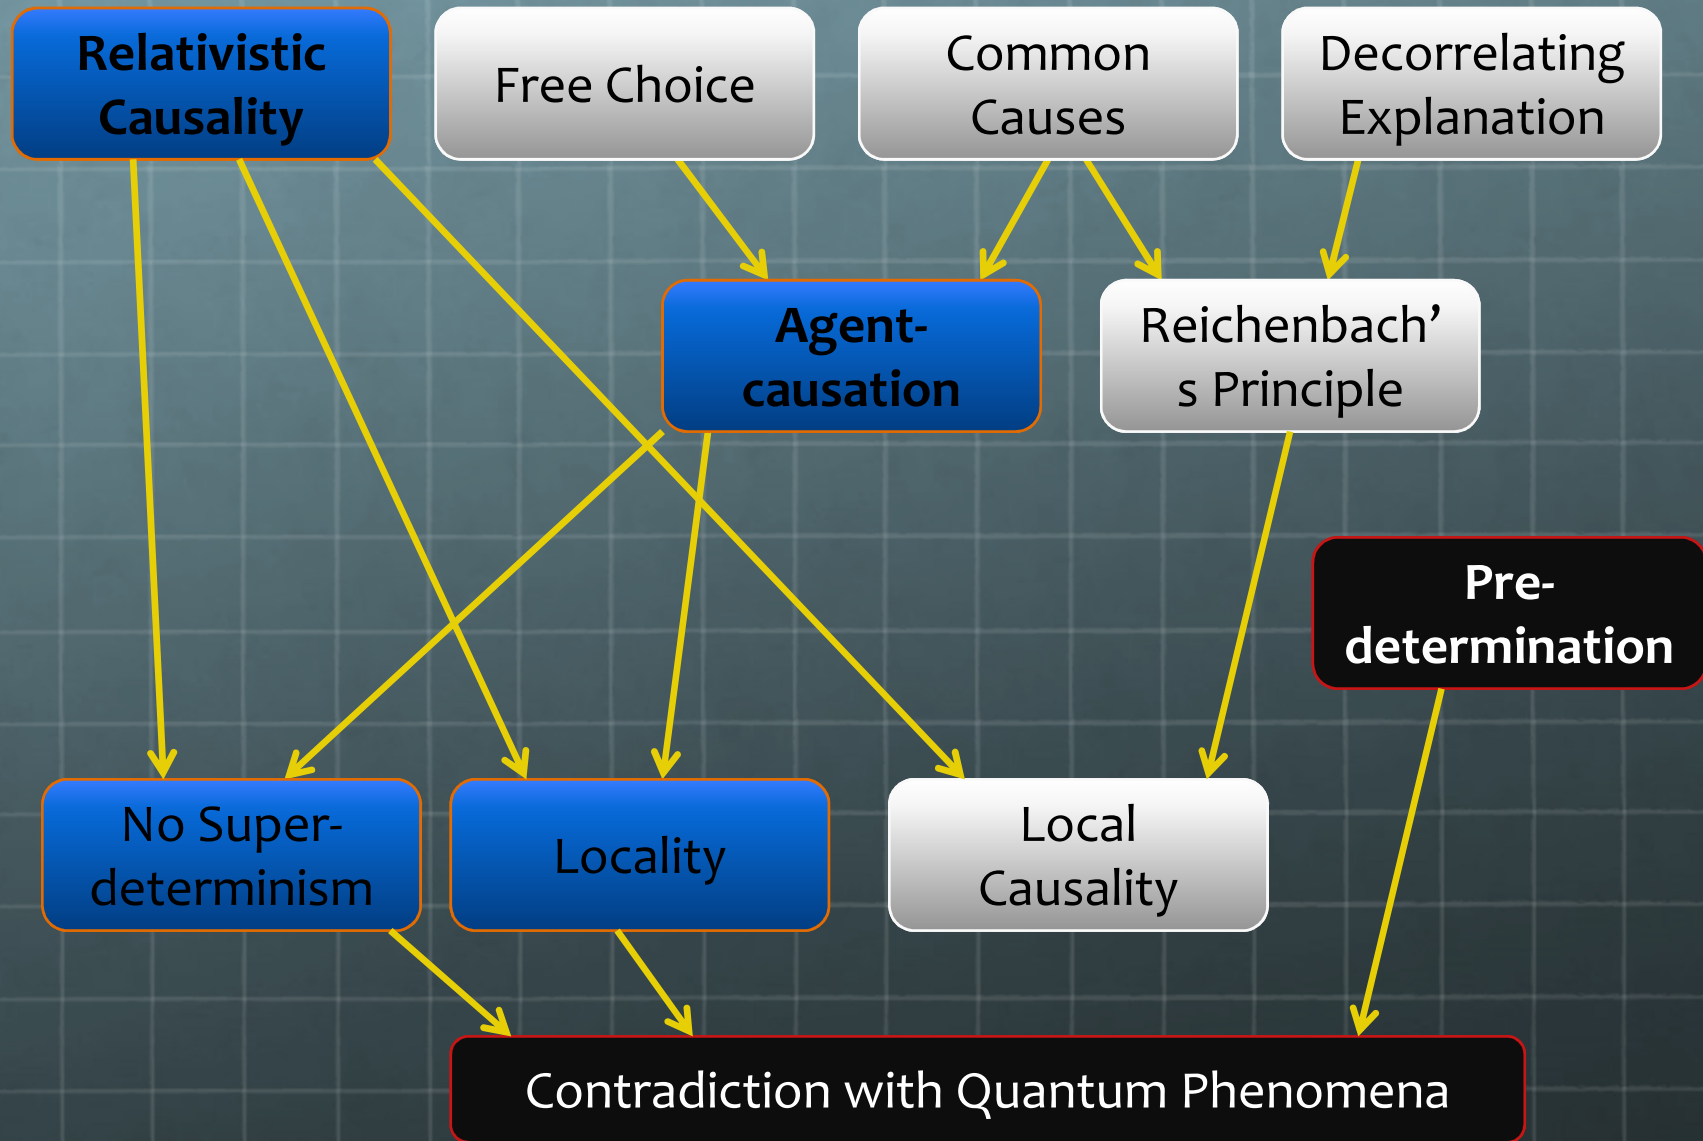 Relativistic
Causality
Free Choice
Common
Causes
Decorrelating
Explanation
Agent-
causation
Reichenbach’
s Principle
Pre-
determination
No Super-
determinism
Locality
Local
Causality
Contradiction with Quantum Phenomena